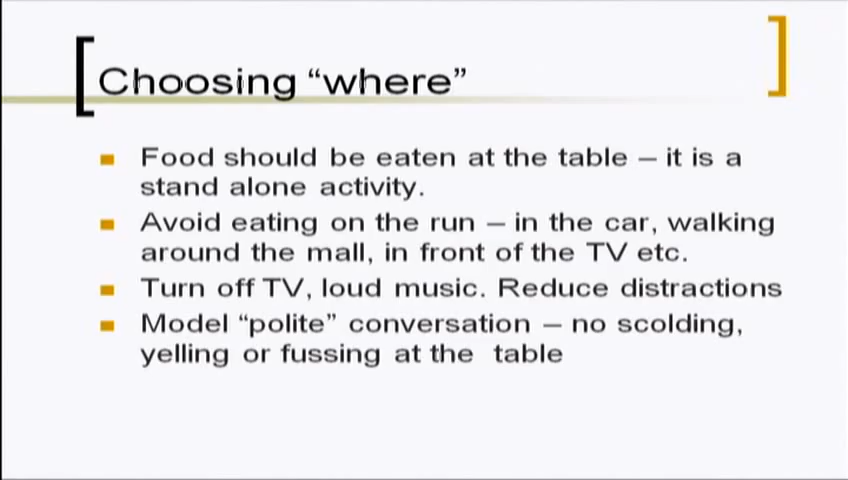 Choosing “where”
Food should be eaten at the table – it is a
stand alone activity.
Avoid eating on the run – in the car, walking
around the mall, in front of the TV etc.
Turn off TV, loud music. Reduce distractions
Model “polite” conversation – no scolding,
yelling or fussing at the table